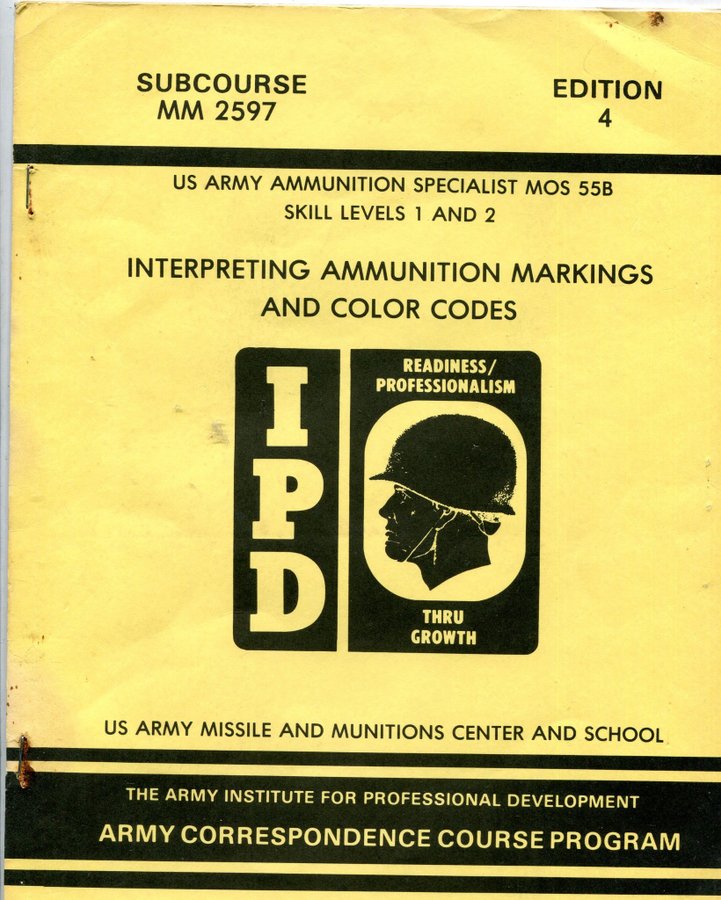 SUBCOURSE
MM 2597
EDITION
4
US ARMY AMMUNITION SPECIALIST MOS 55B
SKILL LEVELS 1 AND 2
INTERPRETING AMMUNITION MARKINGS
AND COLOR CODES
I
P
D
READINESS/
PROFESSIONALISM
THRU
GROWTH
US ARMY MISSILE AND MUNITIONS CENTER AND SCHOOL
THE ARMY INSTITUTE FOR PROFESSIONAL DEVELOPMENT
ARMY CORRESPONDENCE COURSE PROGRAM